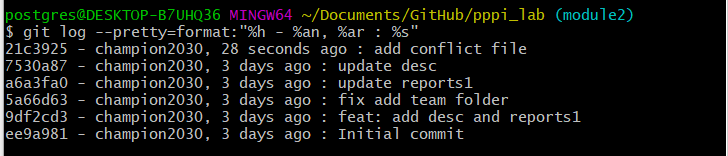 postgres@DESKTOP-B7UHQ36 MINGW64 ~/Documents/GitHub/pppi_lab (module2)
$ git log --pretty=format:"%h - %an, %ar : %s"
21c3925 - champion2030, 28 seconds ago : add conflict file
7530a87 - champion2030, 3 days ago : update desc
a6a3fa0 - champion2030, 3 days ago : update reports1
5a66d63 - champion2030, 3 days ago : fix add team folder
9df2cd3 - champion2030, 3 days ago : feat: add desc and reports1
ee9a981 - champion2030, 3 days ago : Initial commit